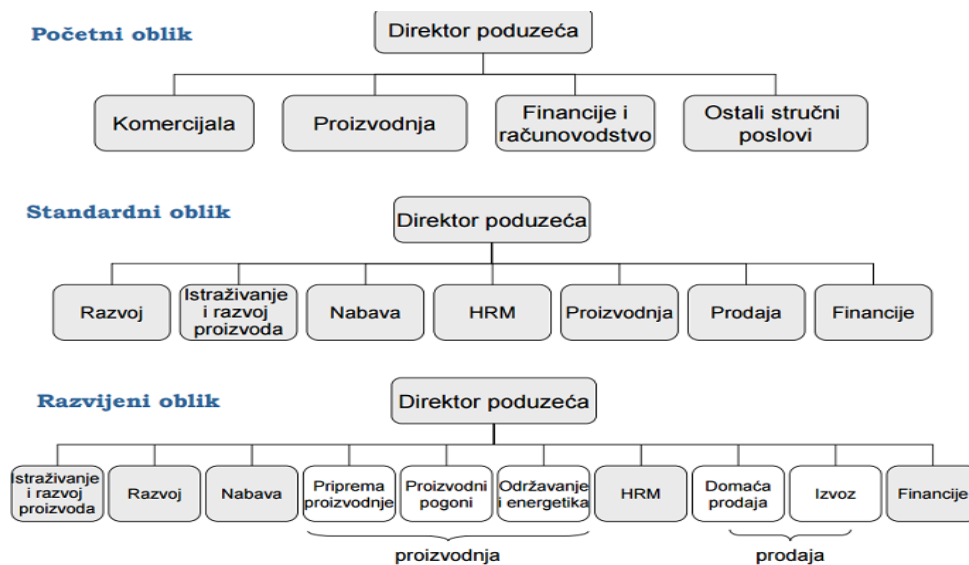 Početni oblik
Direktor poduzeća
Komercijala
Proizvodnja
Financije i
računovodstvo
Ostali stručni
poslovi
Standardni oblik
Direktor poduzeća
Razvoj
Istraživanje
i razvoj
proizvoda
Nabava
HRM
Proizvodnja
Prodaja
Financije
Razvijeni oblik
Direktor poduzeća
Istraživanje
i razvoj
proizvoda
Razvoj
Nabava
Priprema
proizvodnje
Proizvodni
pogoni
Održavanje
i energetika
HRM
Domaća
prodaja
Izvoz
Financije
proizvodnja
prodaja